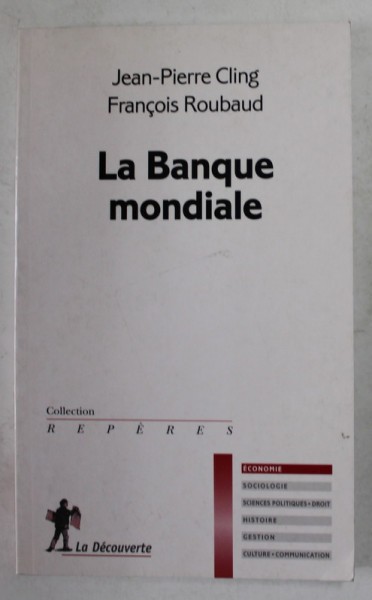 Jean-Pierre Cling
François Roubaud
La Banque
mondiale
Collection
REPÈRES
ÉCONOMIE
SOCIOLOGIE
SCIENCES POLITIQUES • DROIT
HISTOIRE
GESTION
CULTURE • COMMUNICATION
La Découverte